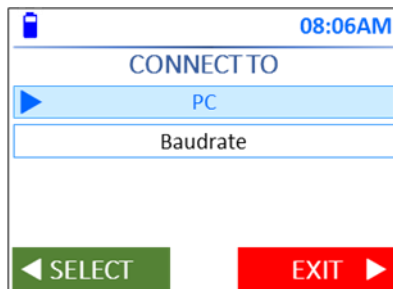 08:06AM
CONNECT TO
PC
Baudrate
SELECT EXIT